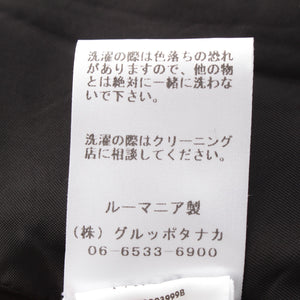 洗濯の際は色落ちの恐れ
がありますので、他の物
とは絶対に一緒に洗わな
いで下さい。
洗濯の際はクリーニング
店に相談してください。
ルーマニア製
(株) グルッポタナカ
06-6533-6900